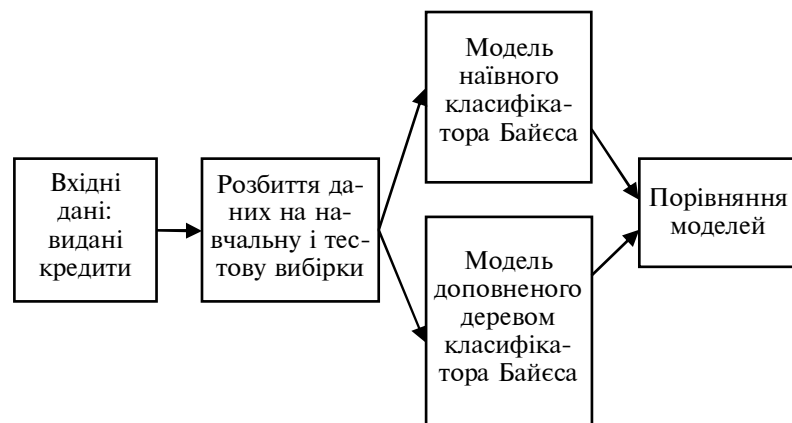 Вхідні
дані:
видані
кредити
Розбиття да-
них на на-
вчальну і тес-
тову вибірки
Модель
наївного
класифіка-
тора Байєса
Модель
доповненого
деревом
класифіка-
тора Байєса
Порівняння
моделей